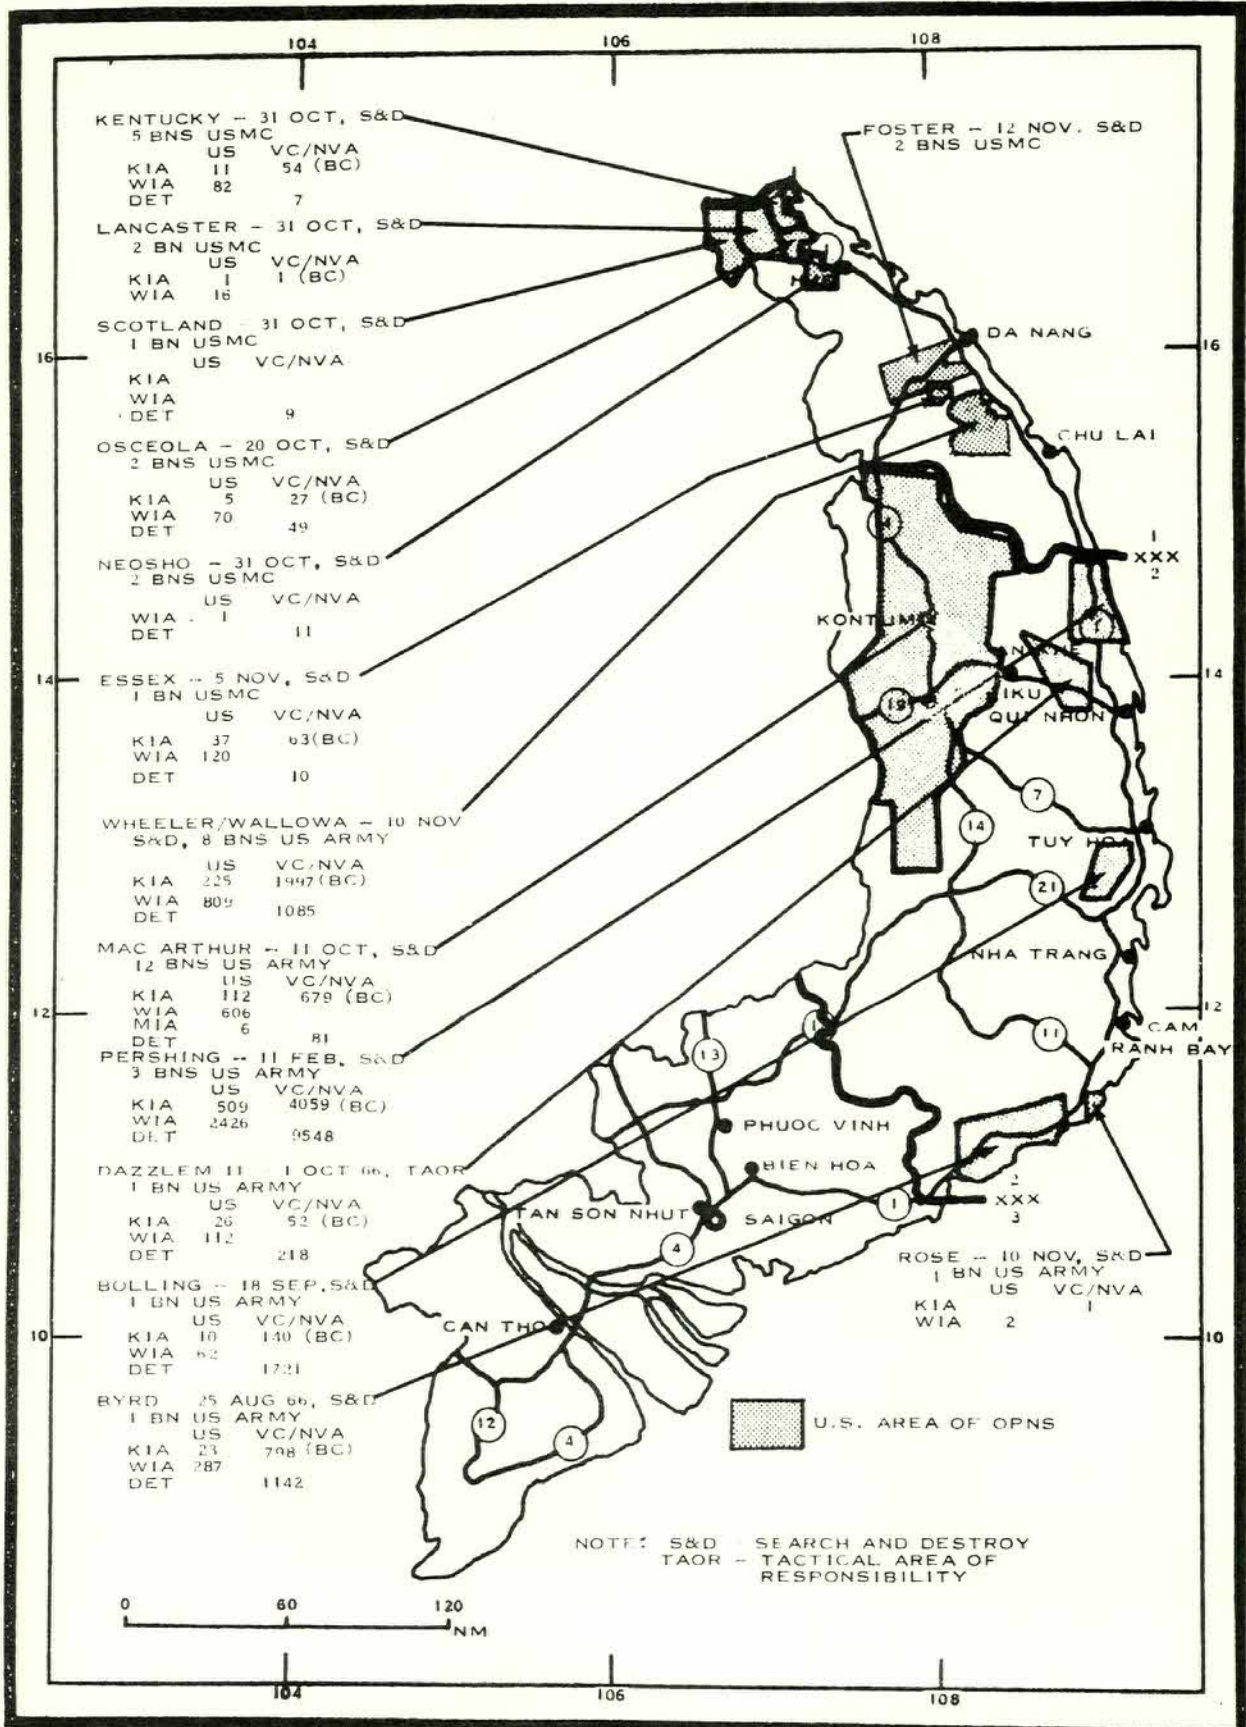 104 106 108
KENTUCKY - 31 OCT, S&D
5 BNS USMC
US VC/NVA
KIA 11 54 (BC)
WIA 82
DET 7
LANCASTER - 31 OCT, S&D
2 BN USMC
US VC/NVA
KIA 1 1 (BC)
WIA 16
SCOTLAND - 31 OCT, S&D
1 BN USMC
US VC/NVA
KIA
WIA
DET 9
OSCEOLA - 20 OCT, S&D
2 BNS USMC
US VC/NVA
KIA 5 27 (BC)
WIA 70
DET 49
NEOSHO - 31 OCT, S&D
2 BNS USMC
US VC/NVA
WIA 1
DET 11
ESSEX - 5 NOV, S&D
1 BN USMC
US VC/NVA
KIA 37 63(BC)
WIA 120
DET 10
WHEELER/WALLOWA - 10 NOV
S&D, 8 BNS US ARMY
US VC/NVA
KIA 225 1997(BC)
WIA 809
DET 1085
MAC ARTHUR - 11 OCT, S&D
12 BNS US ARMY
US VC/NVA
KIA 112 679 (BC)
WIA 606
MIA 6
DET 81
PERSHING - 11 FEB, S&D
3 BNS US ARMY
US VC/NVA
KIA 509 4059 (BC)
WIA 2426
DET 9548
DAZZLEM 11 - 1 OCT 66, TAOR
1 BN US ARMY
US VC/NVA
KIA 26 52 (BC)
WIA 112
DET 218
BOLLING - 18 SEP, S&D
1 BN US ARMY
US VC/NVA
KIA 10 140 (BC)
WIA 62
DET 1721
BYRD 25 AUG 66, S&D
1 BN US ARMY
US VC/NVA
KIA 23 798 (BC)
WIA 287
DET 1142
FOSTER - 12 NOV. S&D
2 BNS USMC
1
16 16
DA NANG
CHU LAI
1
XXX
2
KONTUM
14 14
19
IKU
QUI NHON
7
14
TUY HOA
21
NHA TRANG
12 12
CAM
RANH BAY
11
13
PHUOC VINH
BIEN HOA
TAN SON NHUT
SAIGON
1
2
XXX
3
4
ROSE - 10 NOV, S&D
1 BN US ARMY
US VC/NVA
KIA 1
WIA 2
10 10
CAN THO
12
4
U.S. AREA OF OPNS
NOTE: S&D - SEARCH AND DESTROY
TAOR - TACTICAL AREA OF
RESPONSIBILITY
0 60 120
NM
104 106 108